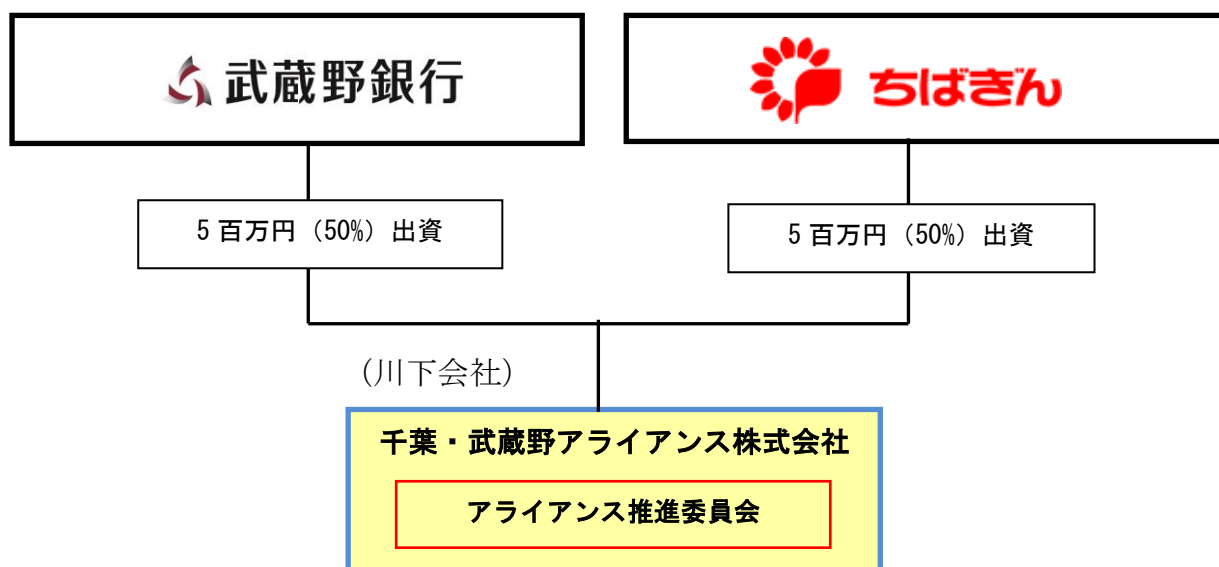 武蔵野銀行
ちばぎん
5百万円（50%）出資
5百万円（50%）出資
(川下会社)
千葉・武蔵野アライアンス株式会社
アライアンス推進委員会